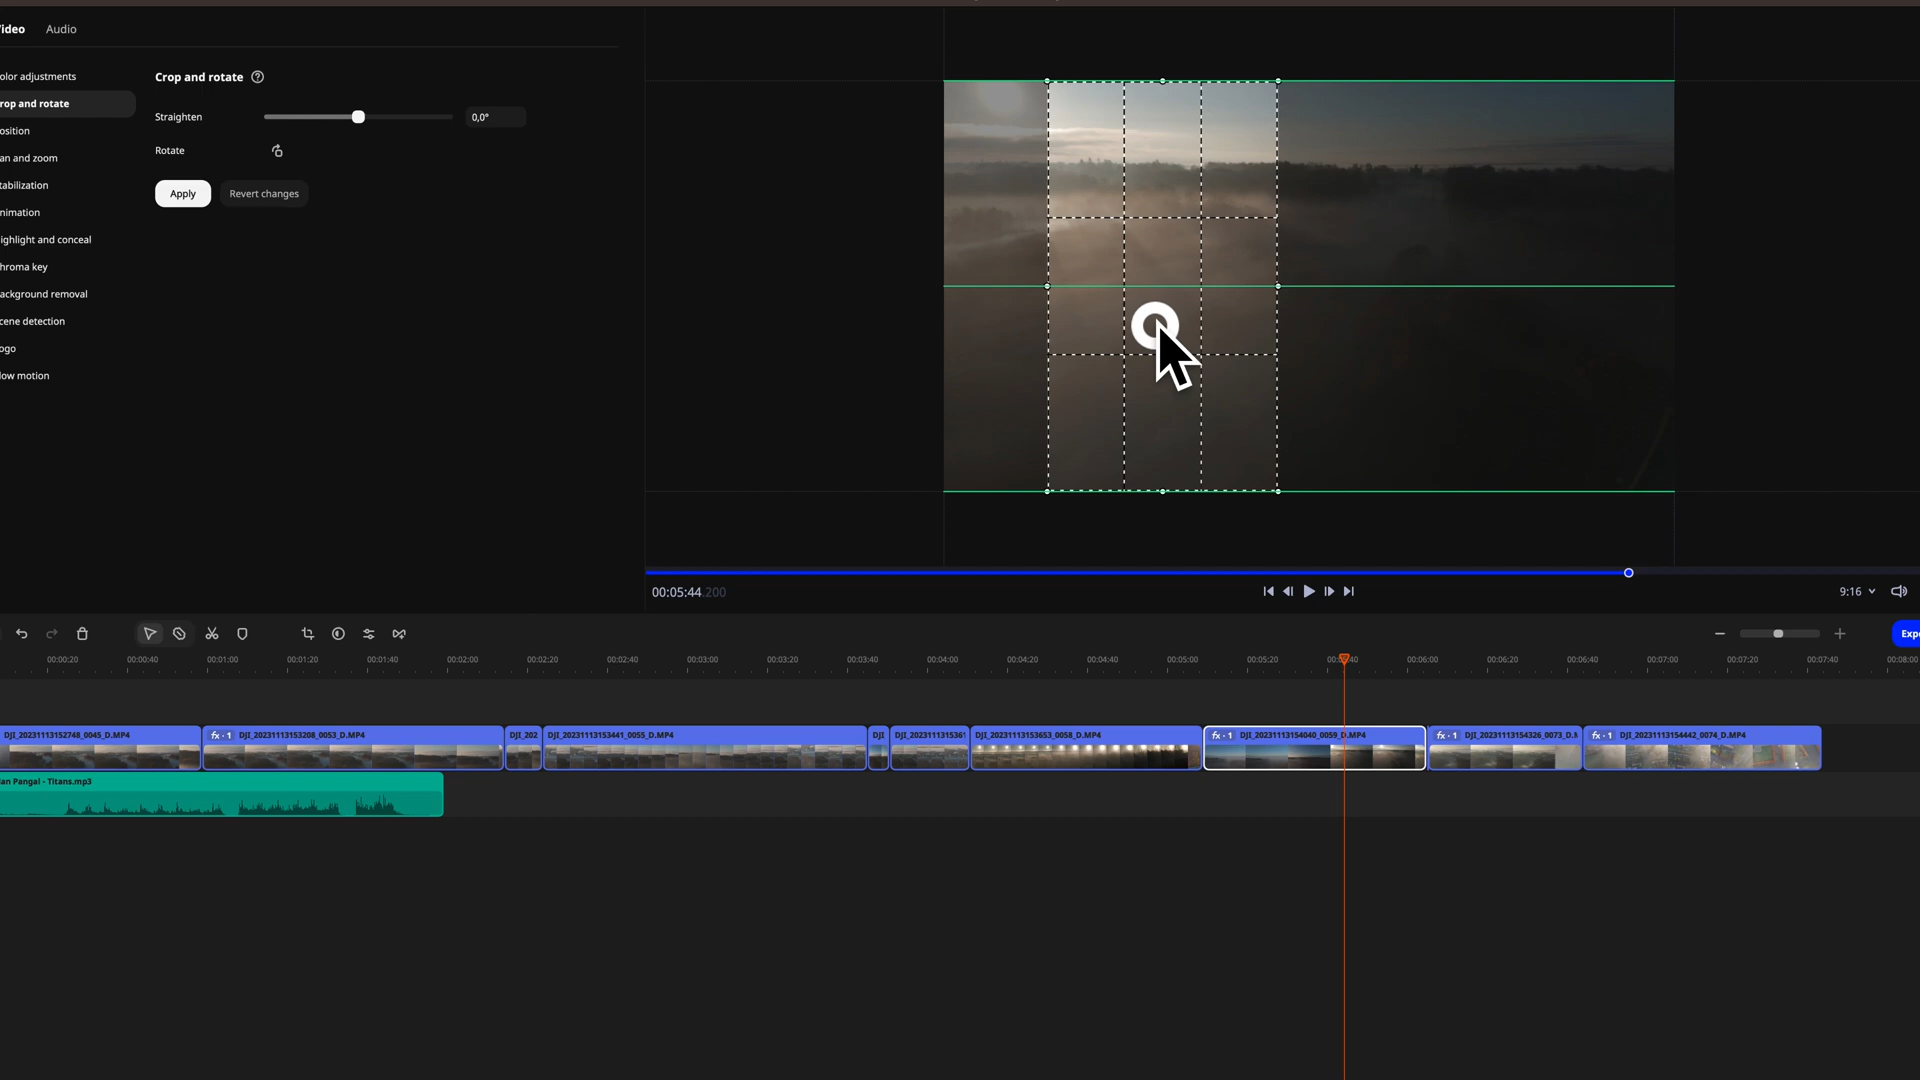 Video Audio
olor adjustments
rop and rotate
osition
an and zoom
tabilization
nimation
ighlight and conceal
hroma key
ackground removal
cene detection
ogo
low motion
Crop and rotate ?
Straighten 0,0°
Rotate
Apply Revert changes
00:05:44.200
9:16
Expo
00:00:20 00:00:40 00:01:00 00:01:20 00:01:40 00:02:00 00:02:20 00:02:40 00:03:00 00:03:20 00:03:40 00:04:00 00:04:20 00:04:40 00:05:00 00:05:20 00:06:00 00:06:20 00:06:40 00:07:00 00:07:20 00:07:40 00:08:00
DJI_20231113152748_0045_D.MP4 fx · 1 DJI_20231113153208_0053_D.MP4 DJI_202 DJI_20231113153441_0055_D.MP4 DJI DJI_2023111315361 DJI_20231113153653_0058_D.MP4 fx · 1 DJI_20231113154040_0059_D.MP4 fx · 1 DJI_20231113154326_0073_D.M fx · 1 DJI_20231113154442_0074_D.MP4
ian Pangal - Titans.mp3